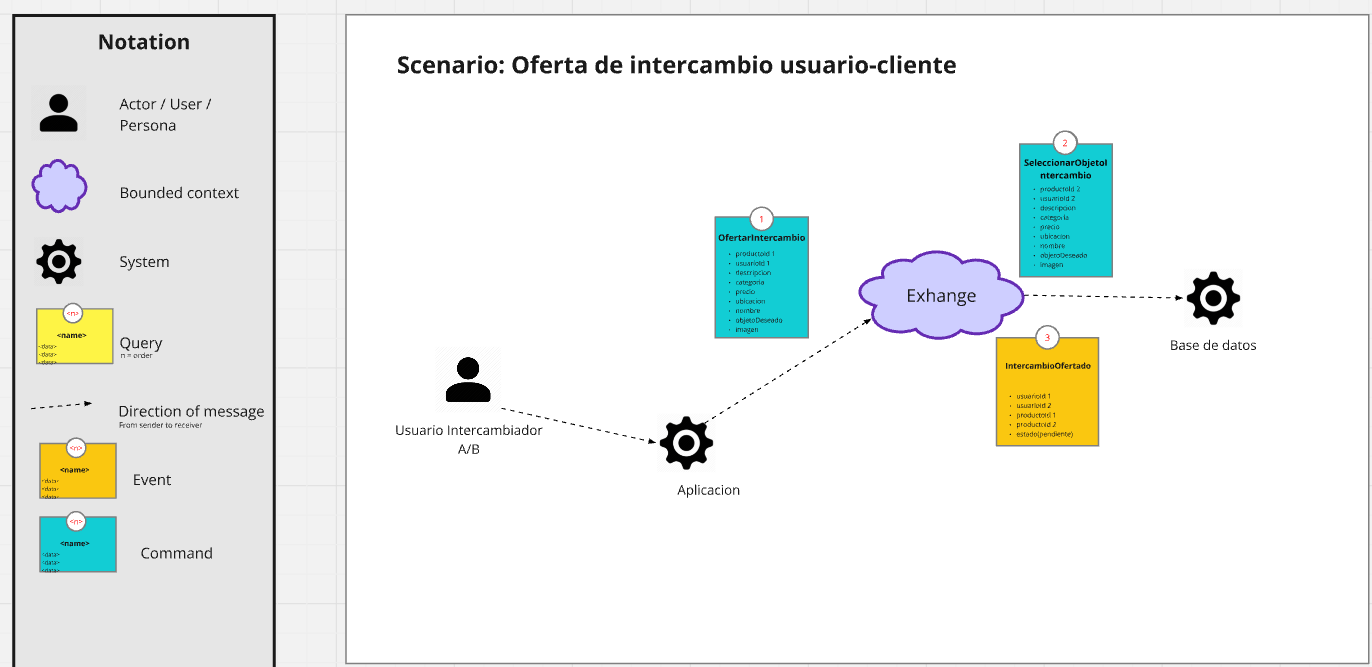 Notation
Actor / User /
Persona
Bounded context
System
<n>
<name>
<data>
<data>
<data>
Query
n = order
Direction of message
From sender to receiver
<n>
<name>
<data>
<data>
<data>
Event
<n>
<name>
<data>
<data>
<data>
Command
Scenario: Oferta de intercambio usuario-cliente
Usuario Intercambiador
A/B
Aplicacion
1
OfertarIntercambio
• productoId 1
• usuarioId 1
• descripcion
• categoria
• precio
• ubicacion
• nombre
• objetoDeseado
• imagen
Exhange
2
SeleccionarObjetoI
ntercambio
• productoId 2
• usuarioId 2
• descripcion
• categoria
• precio
• ubicacion
• nombre
• objetoDeseado
• imagen
3
IntercambioOfertado
• usuarioId 1
• usuarioId 2
• productoId 1
• productoId 2
• estado(pendiente)
Base de datos